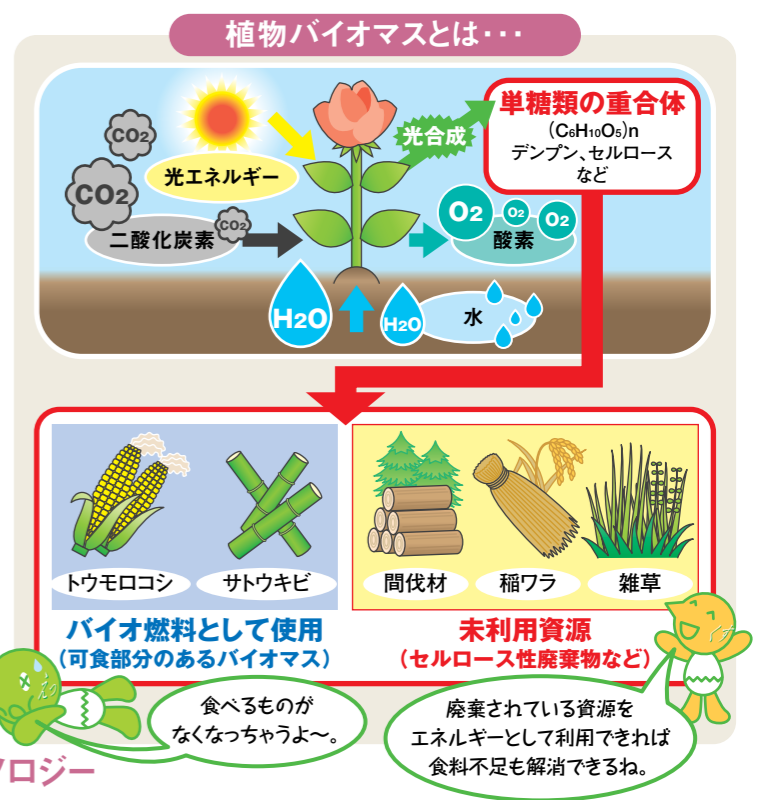 植物バイオマスとは・・・
CO2
CO2
光エネルギー
CO2
二酸化炭素
光合成
単糖類の重合体
(C6H10O5)n
デンプン、セルロース
など
O2
O2
O2
酸素
H2O
H2O
水
トウモロコシ
サトウキビ
間伐材
稲ワラ
雑草
バイオ燃料として使用
(可食部分のあるバイオマス)
未利用資源
(セルロース性廃棄物など)
食べるものが
なくなっちゃうよ〜。
廃棄されている資源を
エネルギーとして利用できれば
食料不足も解消できるね。
ロジー